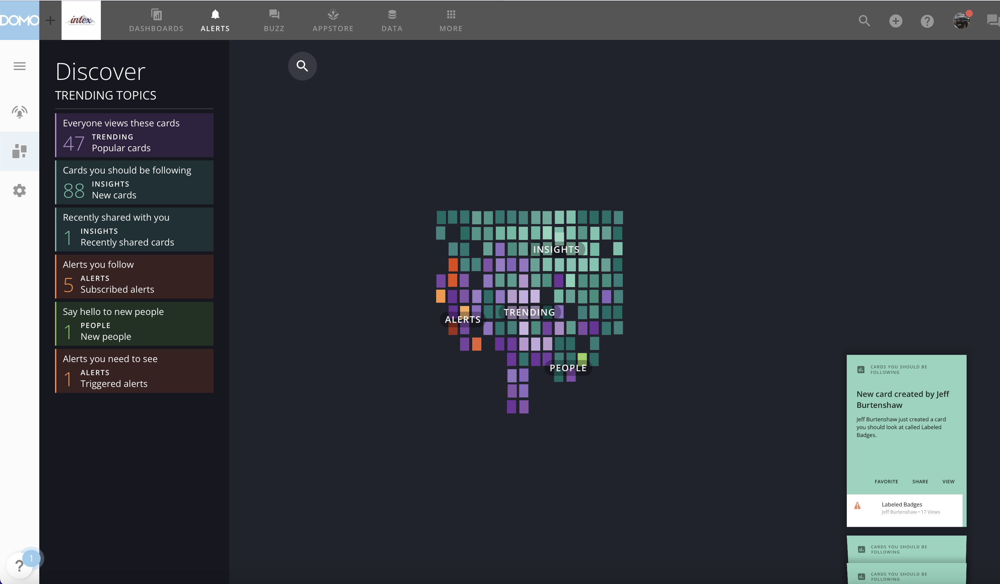 DOMO
intex
DASHBOARDS
ALERTS
BUZZ
APPSTORE
DATA
MORE
Discover
TRENDING TOPICS
Everyone views these cards
47
TRENDING
Popular cards
Cards you should be following
88
INSIGHTS
New cards
Recently shared with you
1
INSIGHTS
Recently shared cards
Alerts you follow
5
ALERTS
Subscribed alerts
Say hello to new people
1
PEOPLE
New people
Alerts you need to see
1
ALERTS
Triggered alerts
INSIGHTS
TRENDING
ALERTS
PEOPLE
CARDS YOU SHOULD BE
FOLLOWING
New card created by Jeff
Burtenshaw
Jeff Burtenshaw just created a card
you should look at called Labeled
Badges.
FAVORITE
SHARE
VIEW
Labeled Badges
Jeff Burtenshaw • 17 Views
CARDS YOU SHOULD BE
FOLLOWING
CARDS YOU SHOULD BE
FOLLOWING
?
1